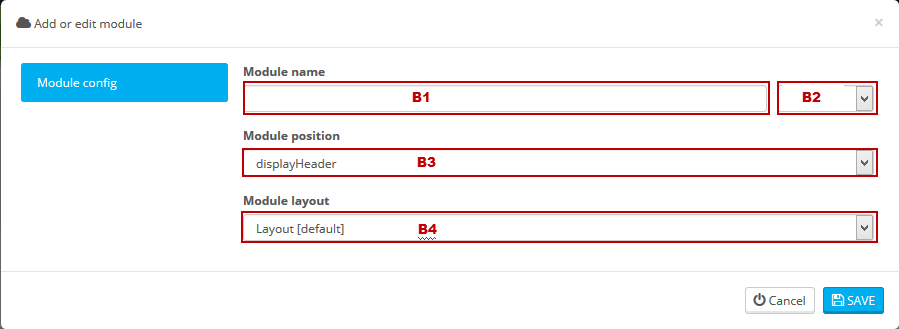 Add or edit module ×
Module config
Module name
B1 B2
Module position
displayHeader B3
Module layout
Layout [default] B4
Cancel SAVE